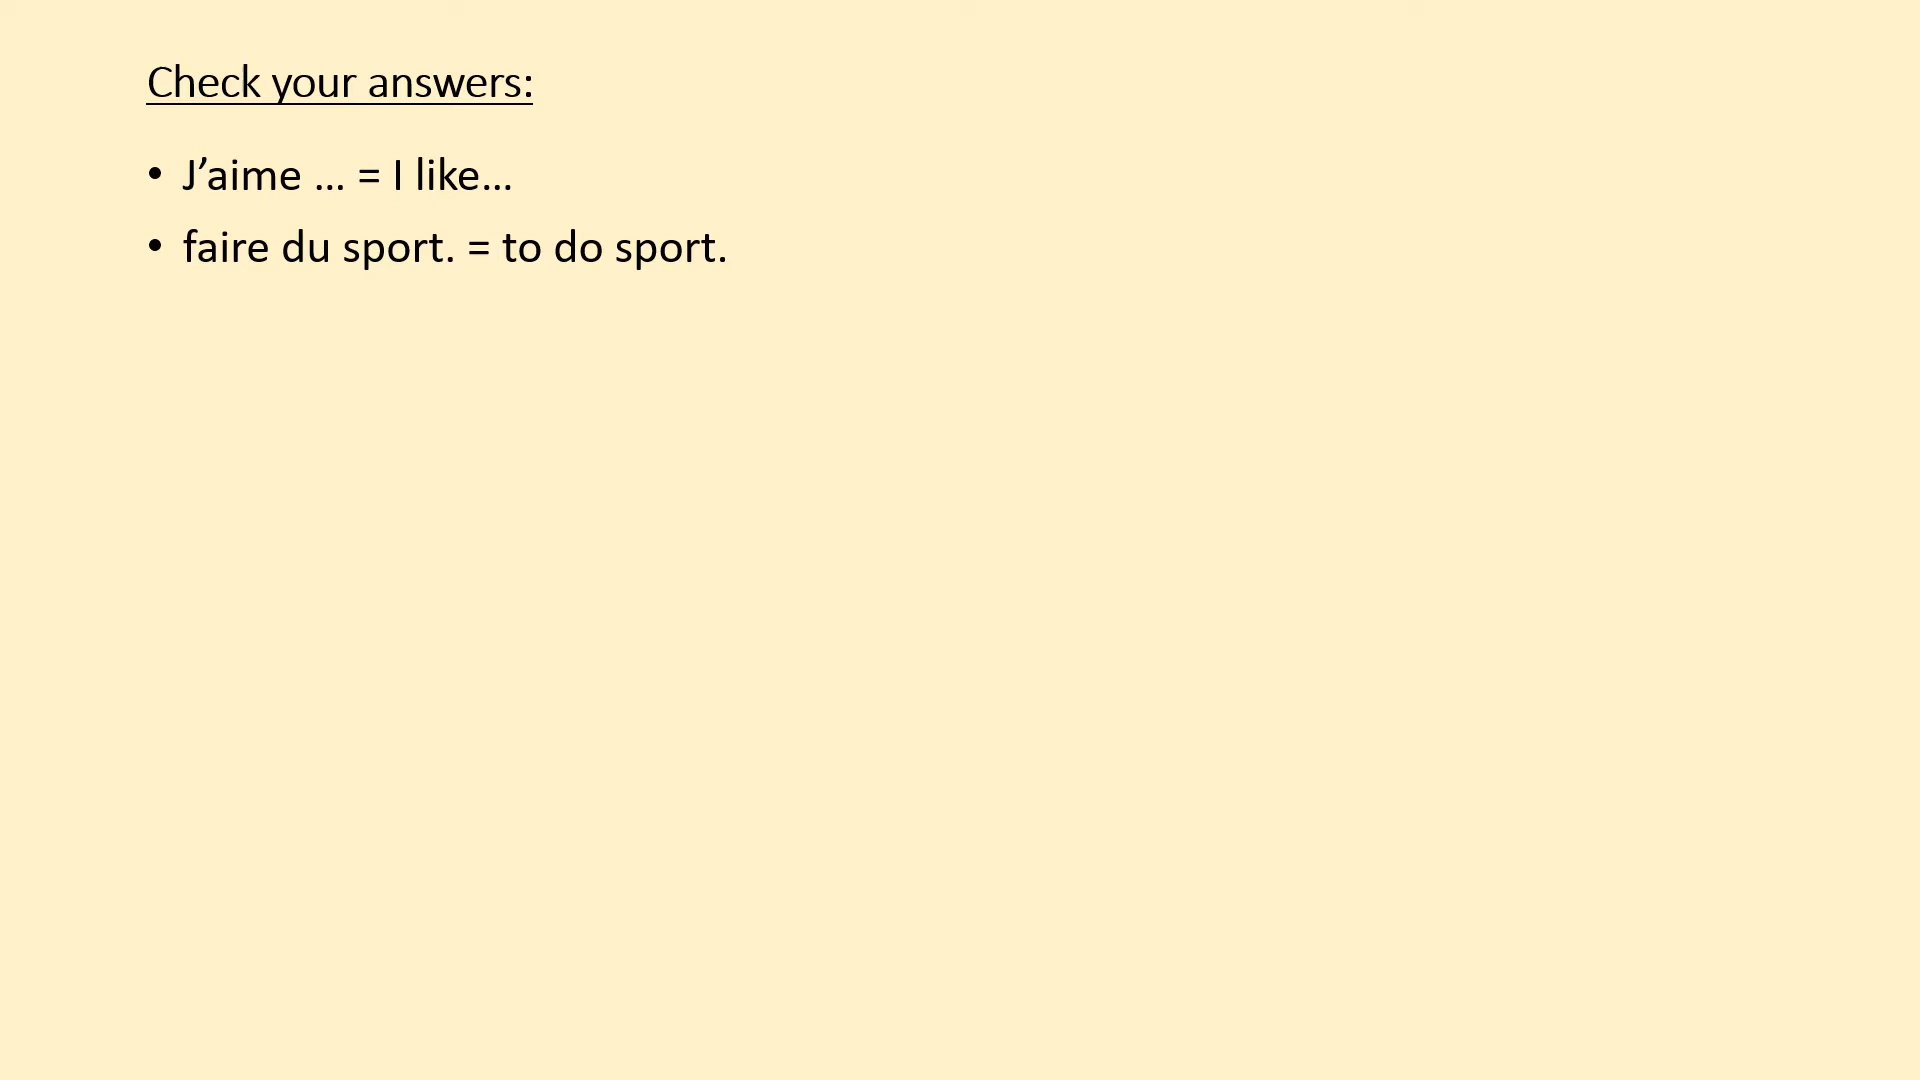 Check your answers:
• J’aime … = I like…
• faire du sport. = to do sport.